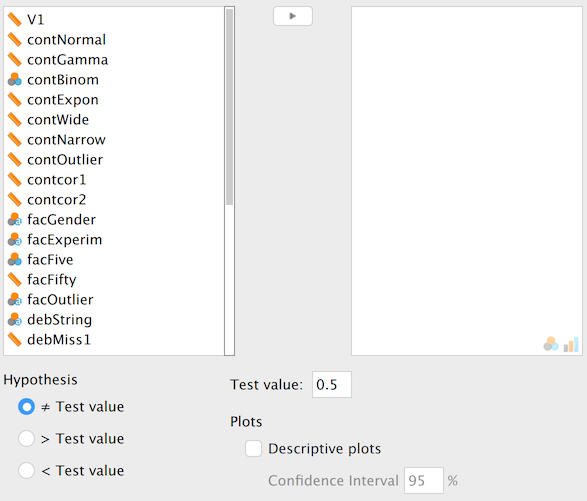 V1
contNormal
contGamma
contBinom
contExpon
contWide
contNarrow
contOutlier
contcor1
contcor2
facGender
facExperim
facFive
facFifty
facOutlier
debString
debMiss1
Hypothesis
≠ Test value
> Test value
< Test value
Test value: 0.5
Plots
Descriptive plots
Confidence Interval 95 %